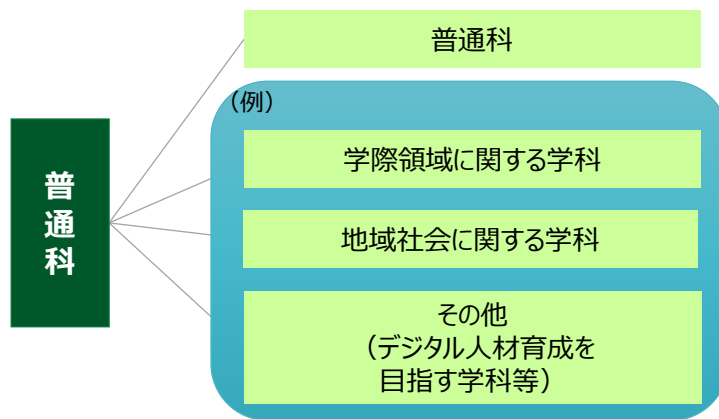 普通科
普通科
（例）
学際領域に関する学科
地域社会に関する学科
その他
（デジタル人材育成を
目指す学科等）